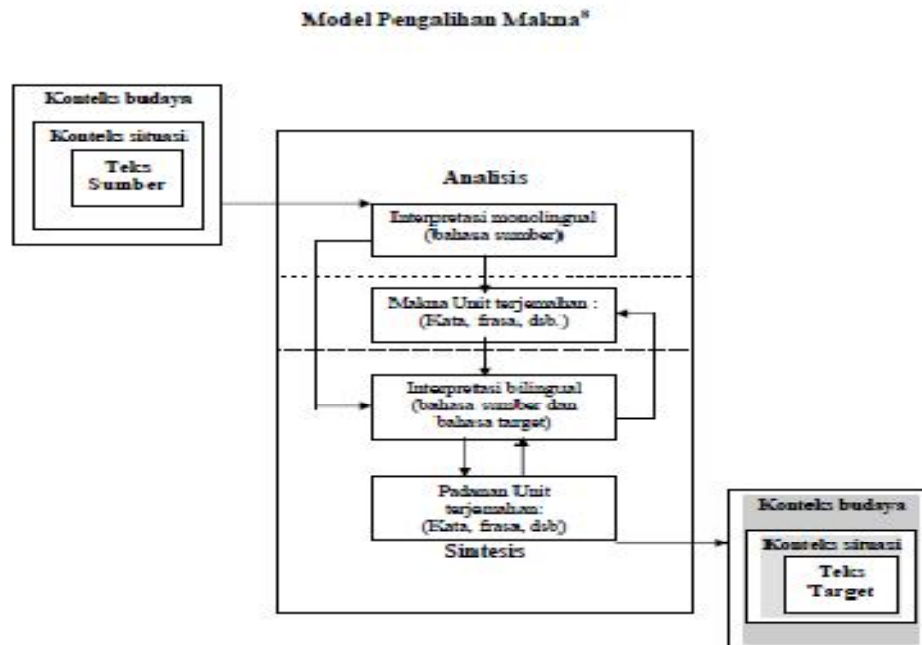 Model Pengalihan Makna⁸
Konteks budaya
Konteks situasi
Teks
Sumber
Analisis
Interpretasi monolingual
(bahasa sumber)
Makna Unit terjemahan :
(Kata, frasa, dsb.)
Interpretasi bilingual
(bahasa sumber dan
bahasa target)
Padanan Unit
terjemahan:
(Kata, frasa, dsb)
Sintesis
Konteks budaya
Konteks situasi
Teks
Target